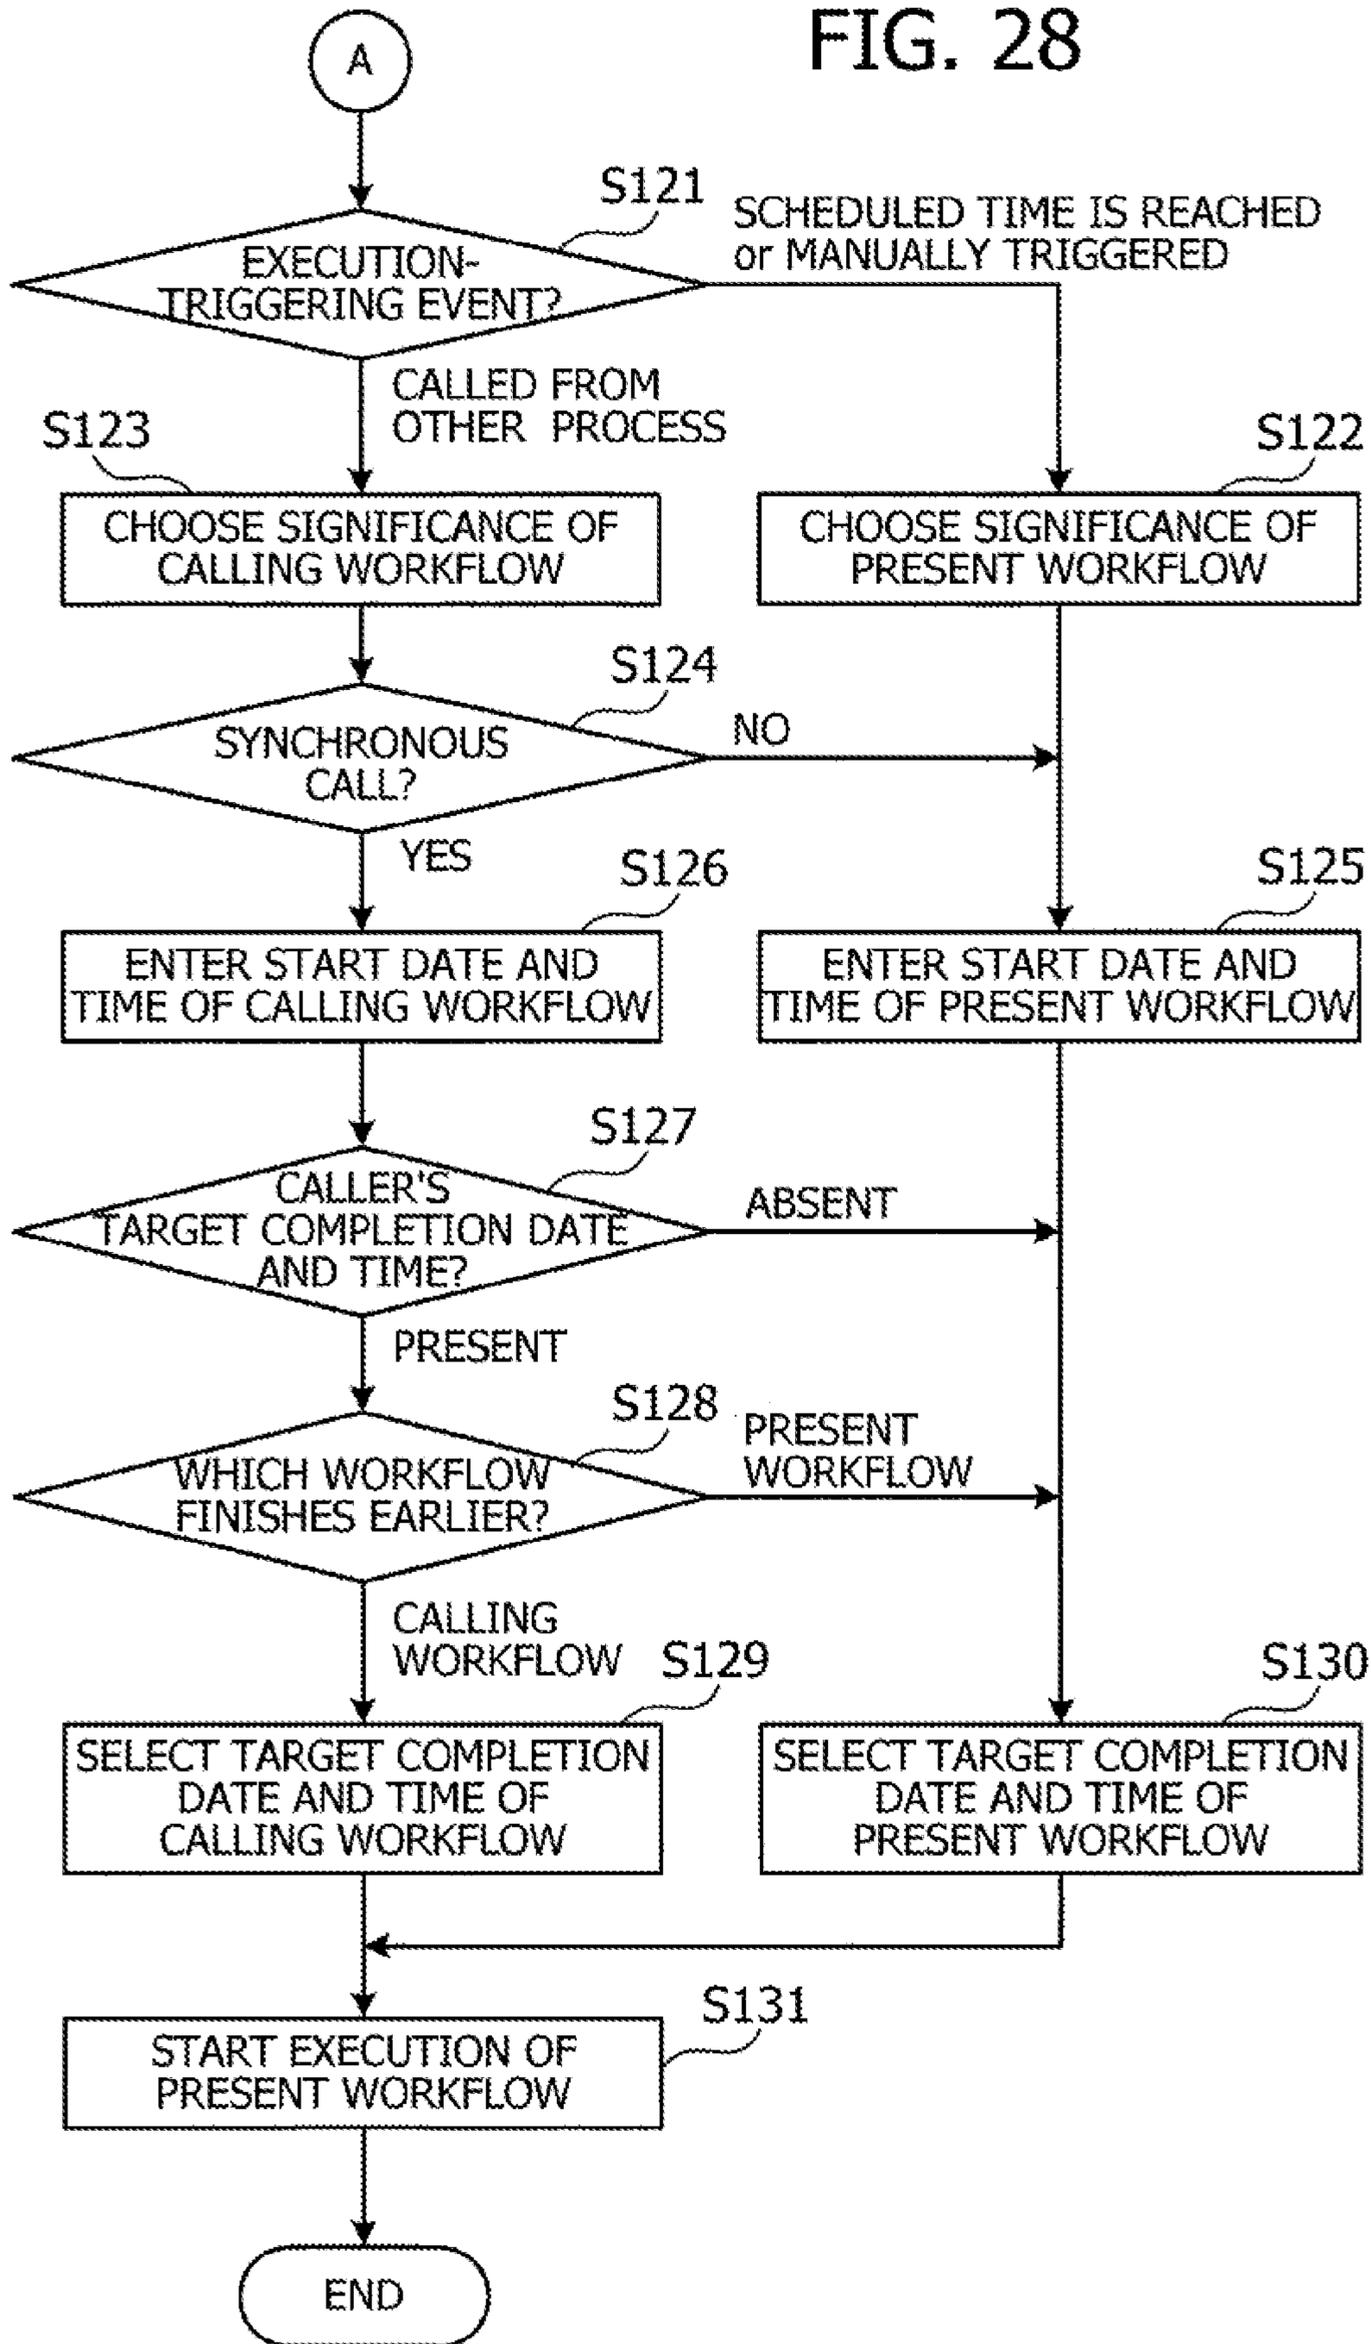 FIG. 28
A
S121
SCHEDULED TIME IS REACHED
or MANUALLY TRIGGERED
EXECUTION-
TRIGGERING EVENT?
CALLED FROM
OTHER PROCESS
S123
S122
CHOOSE SIGNIFICANCE OF
CALLING WORKFLOW
CHOOSE SIGNIFICANCE OF
PRESENT WORKFLOW
S124
NO
SYNCHRONOUS
CALL?
YES
S126
S125
ENTER START DATE AND
TIME OF CALLING WORKFLOW
ENTER START DATE AND
TIME OF PRESENT WORKFLOW
S127
ABSENT
CALLER'S
TARGET COMPLETION DATE
AND TIME?
PRESENT
S128
PRESENT
WORKFLOW
WHICH WORKFLOW
FINISHES EARLIER?
CALLING
WORKFLOW
S129
S130
SELECT TARGET COMPLETION
DATE AND TIME OF
CALLING WORKFLOW
SELECT TARGET COMPLETION
DATE AND TIME OF
PRESENT WORKFLOW
S131
START EXECUTION OF
PRESENT WORKFLOW
END